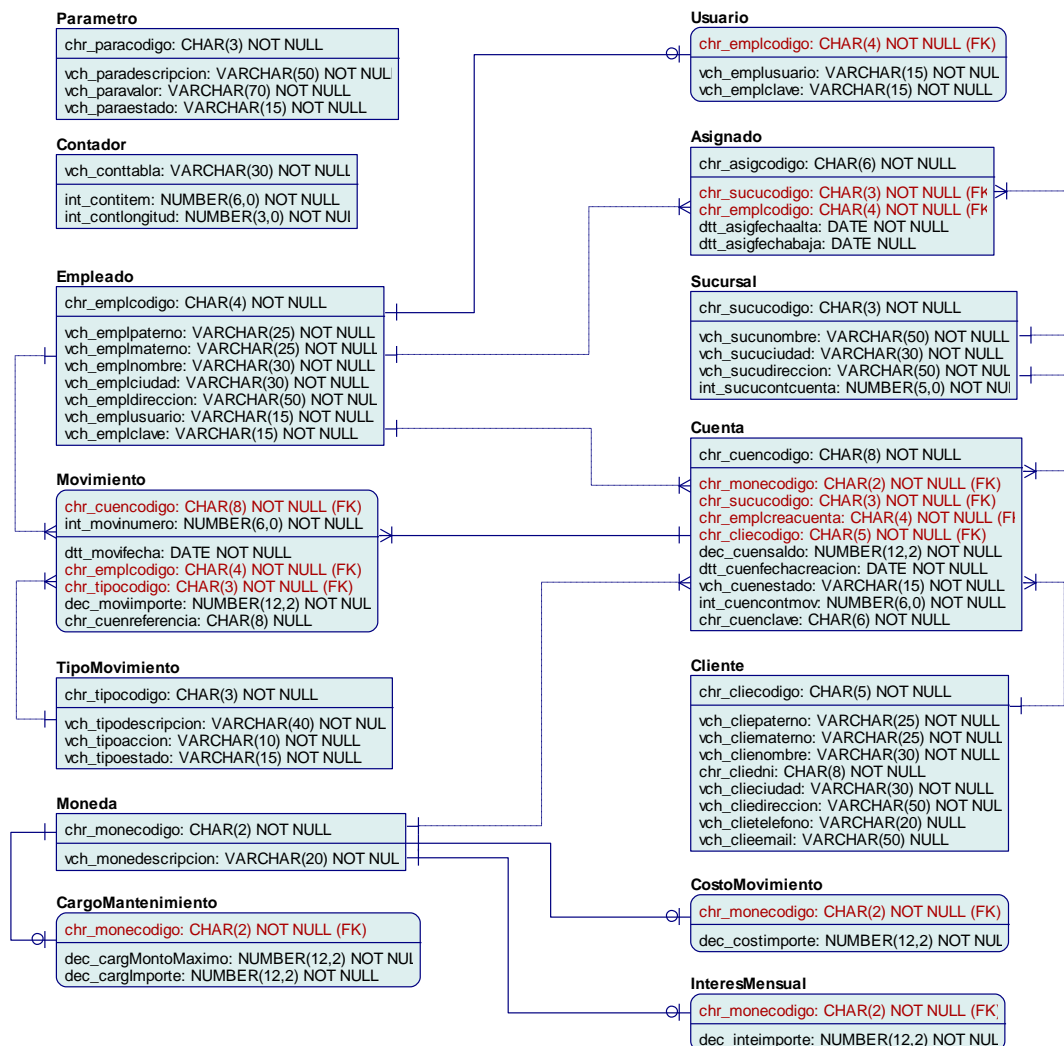 Parametro
chr_paracodigo: CHAR(3) NOT NULL
vch_paradescripcion: VARCHAR(50) NOT NUL
vch_paravalor: VARCHAR(70) NOT NULL
vch_paraestado: VARCHAR(15) NOT NULL
Contador
vch_conttabla: VARCHAR(30) NOT NULL
int_contitem: NUMBER(6,0) NOT NULL
int_contlongitud: NUMBER(3,0) NOT NUI
Empleado
chr_emplcodigo: CHAR(4) NOT NULL
vch_emplpaterno: VARCHAR(25) NOT NULL
vch_emplmaterno: VARCHAR(25) NOT NULL
vch_emplnombre: VARCHAR(30) NOT NULL
vch_emplciudad: VARCHAR(30) NOT NULL
vch_empldireccion: VARCHAR(50) NOT NUL
vch_emplusuario: VARCHAR(15) NOT NULL
vch_emplclave: VARCHAR(15) NOT NULL
Movimiento
chr_cuencodigo: CHAR(8) NOT NULL (FK)
int_movinumero: NUMBER(6,0) NOT NULL
dtt_movifecha: DATE NOT NULL
chr_emplcodigo: CHAR(4) NOT NULL (FK)
chr_tipocodigo: CHAR(3) NOT NULL (FK)
dec_moviimporte: NUMBER(12,2) NOT NUL
chr_cuenreferencia: CHAR(8) NULL
TipoMovimiento
chr_tipocodigo: CHAR(3) NOT NULL
vch_tipodescripcion: VARCHAR(40) NOT NUL
vch_tipoaccion: VARCHAR(10) NOT NULL
vch_tipoestado: VARCHAR(15) NOT NULL
Moneda
chr_monecodigo: CHAR(2) NOT NULL
vch_monedescripcion: VARCHAR(20) NOT NUL
CargoMantenimiento
chr_monecodigo: CHAR(2) NOT NULL (FK)
dec_cargMontoMaximo: NUMBER(12,2) NOT NUL
dec_cargImporte: NUMBER(12,2) NOT NULL
Usuario
chr_emplcodigo: CHAR(4) NOT NULL (FK)
vch_emplusuario: VARCHAR(15) NOT NUL
vch_emplclave: VARCHAR(15) NOT NULL
Asignado
chr_asigcodigo: CHAR(6) NOT NULL
chr_sucucodigo: CHAR(3) NOT NULL (FK
chr_emplcodigo: CHAR(4) NOT NULL (FK
dtt_asigfechaalta: DATE NOT NULL
dtt_asigfechabaja: DATE NULL
Sucursal
chr_sucucodigo: CHAR(3) NOT NULL
vch_sucunombre: VARCHAR(50) NOT NULL
vch_sucuciudad: VARCHAR(30) NOT NULL
vch_sucudireccion: VARCHAR(50) NOT NUL
int_sucucontcuenta: NUMBER(5,0) NOT NUI
Cuenta
chr_cuencodigo: CHAR(8) NOT NULL
chr_monecodigo: CHAR(2) NOT NULL (FK)
chr_sucucodigo: CHAR(3) NOT NULL (FK)
chr_emplcreacuenta: CHAR(4) NOT NULL (FI
chr_cliecodigo: CHAR(5) NOT NULL (FK)
dec_cuensaldo: NUMBER(12,2) NOT NULL
dtt_cuenfechacreacion: DATE NOT NULL
vch_cuenestado: VARCHAR(15) NOT NULL
int_cuencontmov: NUMBER(6,0) NOT NULL
chr_cuenclave: CHAR(6) NOT NULL
Cliente
chr_cliecodigo: CHAR(5) NOT NULL
vch_cliepaterno: VARCHAR(25) NOT NULL
vch_cliematerno: VARCHAR(25) NOT NULL
vch_clienombre: VARCHAR(30) NOT NULL
chr_cliedni: CHAR(8) NOT NULL
vch_clieciudad: VARCHAR(30) NOT NULL
vch_cliedireccion: VARCHAR(50) NOT NUL
vch_clietelefono: VARCHAR(20) NULL
vch_clieemail: VARCHAR(50) NULL
CostoMovimiento
chr_monecodigo: CHAR(2) NOT NULL (FK)
dec_costimporte: NUMBER(12,2) NOT NUL
InteresMensual
chr_monecodigo: CHAR(2) NOT NULL (FK)
dec_inteimporte: NUMBER(12,2) NOT NUL